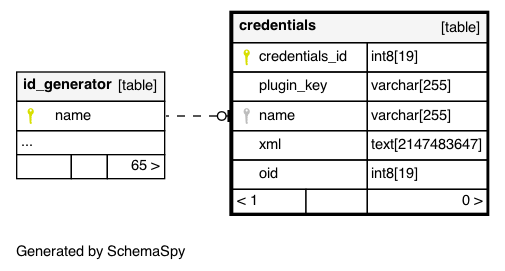 credentials [table]
credentials_id int8[19]
plugin_key varchar[255]
name varchar[255]
xml text[2147483647]
oid int8[19]
< 1 0 >
id_generator [table]
name
...
65 >
Generated by SchemaSpy